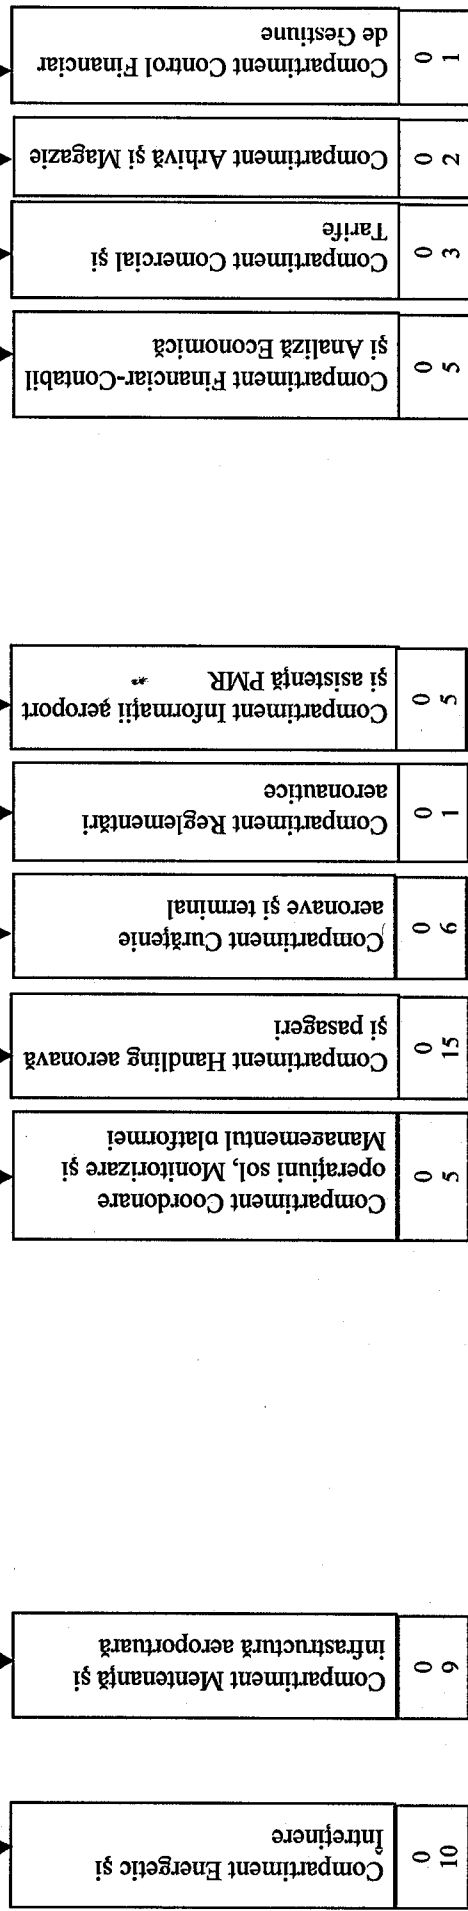 Compartiment Energetic și
Întreținere
10
0
Compartiment Mentenanță și
infrastructură aeroportuară
9
0
Compartiment Coordonare
operațiuni sol, Monitorizare și
Managementul platformei
5
0
Compartiment Handling aeronavă
și pasageri
15
0
Compartiment Curățenie
aeronave și terminal
6
0
Compartiment Reglementări
aeronautice
1
0
Compartiment Informații aeroport
și asistență PMR
5
0
Compartiment Financiar-Contabil
și Analiză Economică
5
0
Compartiment Comercial și
Tarife
3
0
Compartiment Arhivă și Magazie
2
0
Compartiment Control Financiar
de Gestiune
1
0